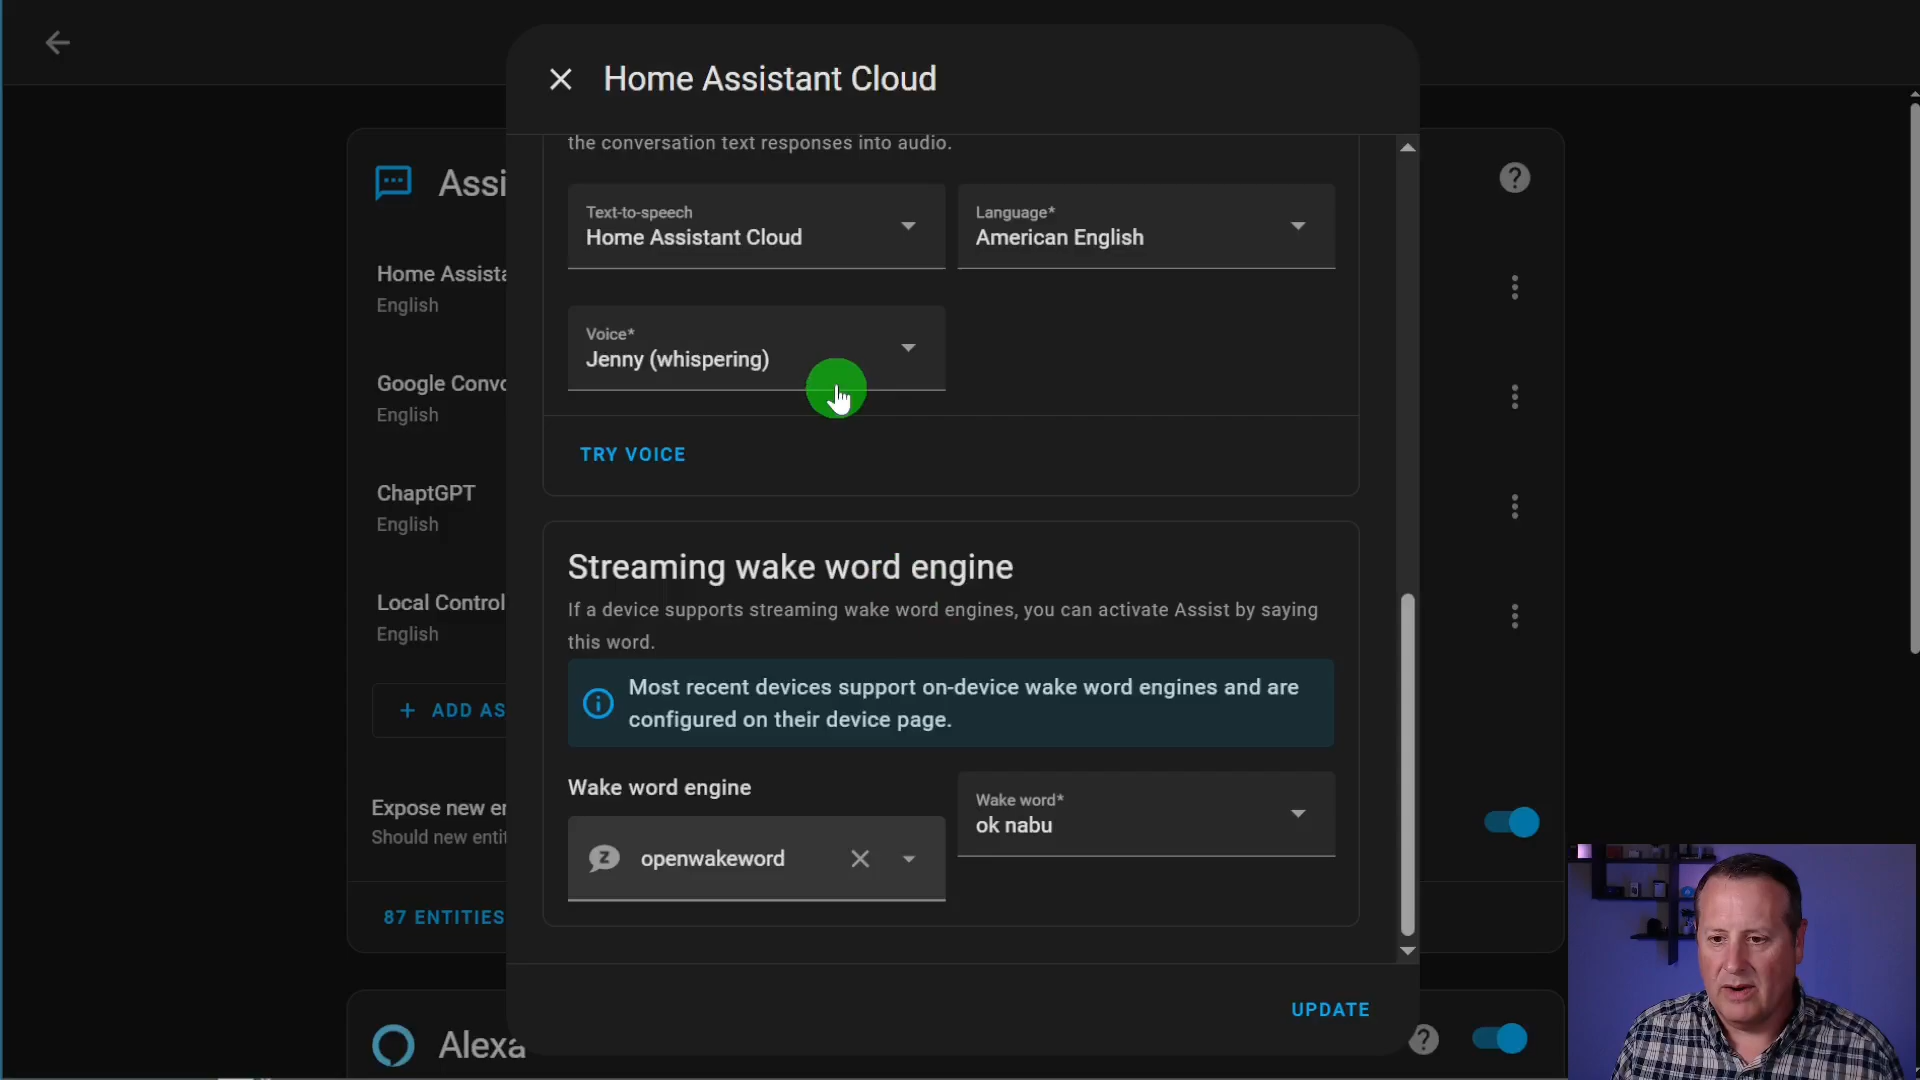 Home Assistant Cloud
the conversation text responses into audio.
Assi
Text-to-speech
Home Assistant Cloud
Language*
American English
Home Assista
English
Voice*
Jenny (whispering)
Google Convo
English
TRY VOICE
ChaptGPT
English
Streaming wake word engine
If a device supports streaming wake word engines, you can activate Assist by saying
this word.
Local Control
English
Most recent devices support on-device wake word engines and are
configured on their device page.
+ ADD AS
Wake word engine
Wake word*
ok nabu
openwakeword
Expose new en
Should new entit
87 ENTITIES
UPDATE
Alexa